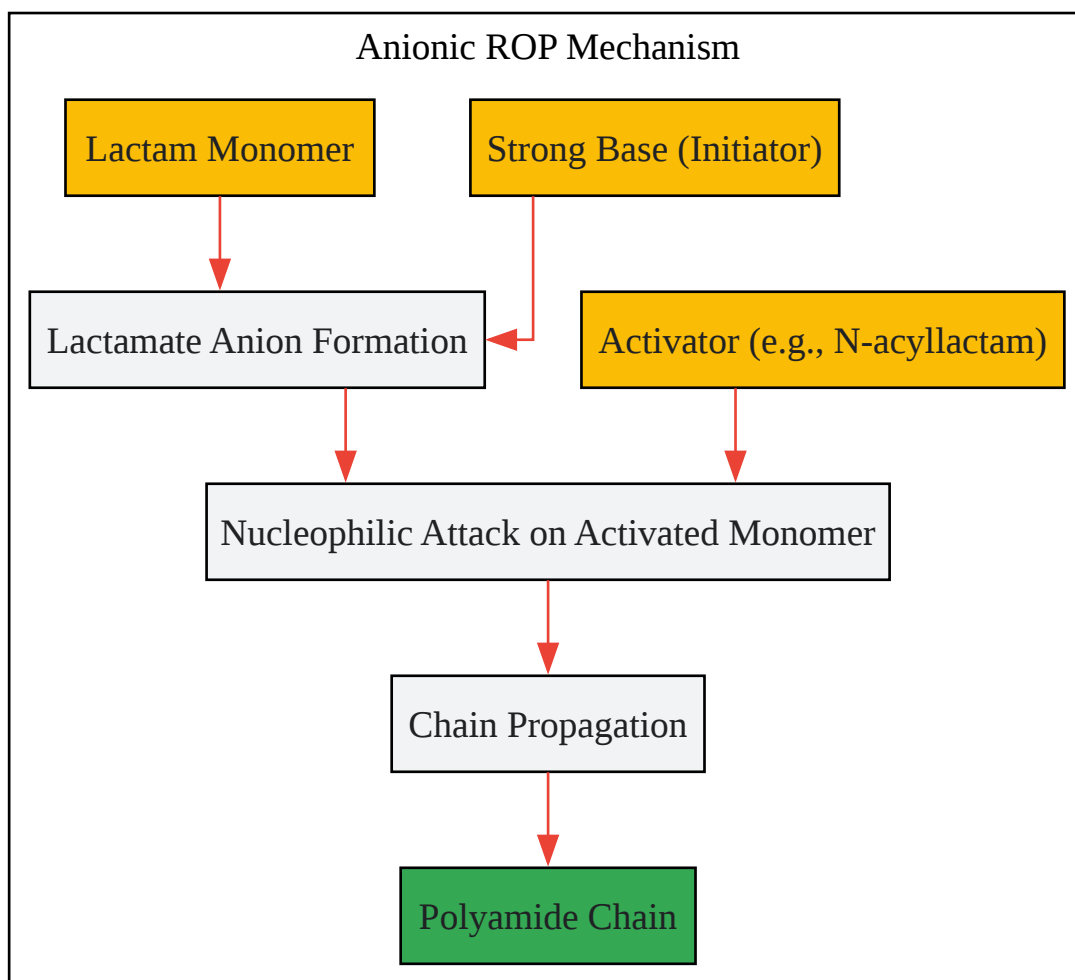 Anionic ROP Mechanism
Lactam Monomer
Strong Base (Initiator)
Lactamate Anion Formation
Activator (e.g., N-acyllactam)
Nucleophilic Attack on Activated Monomer
Chain Propagation
Polyamide Chain